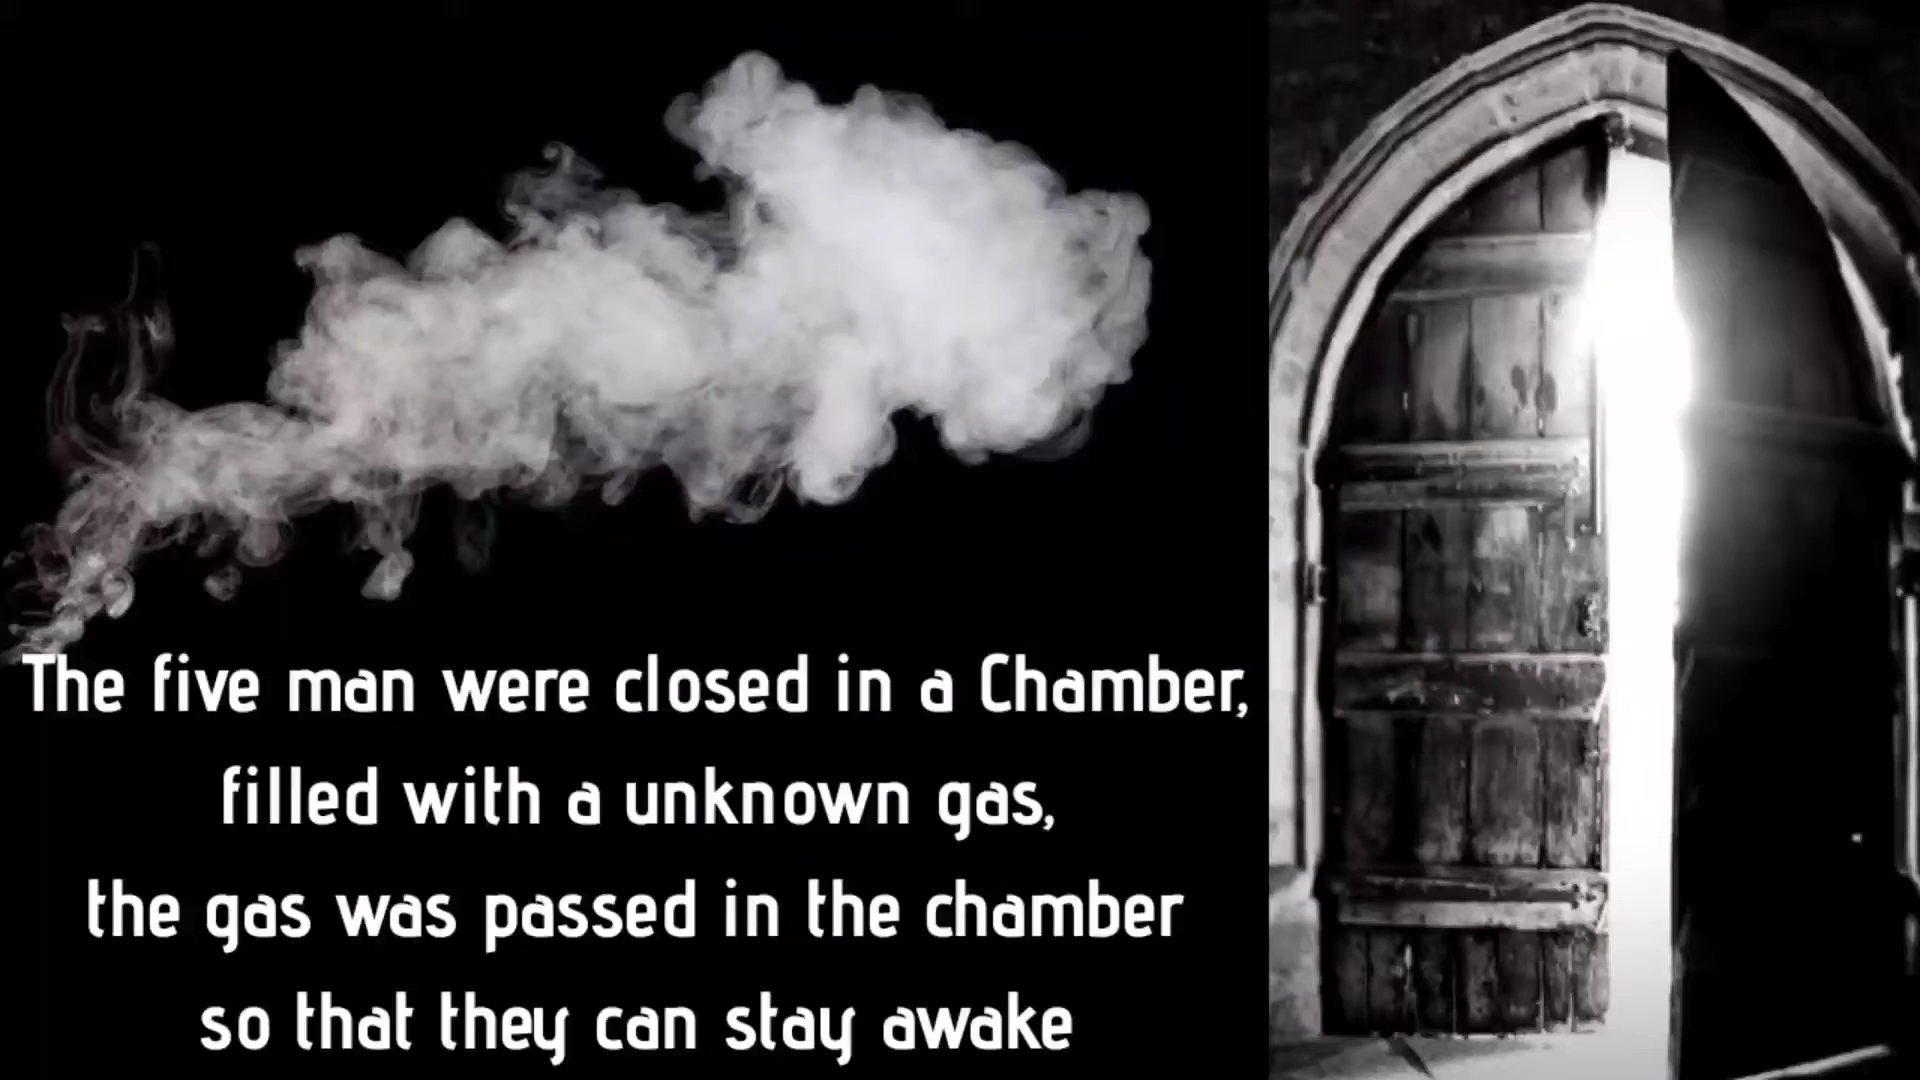 The five man were closed in a Chamber,
filled with a unknown gas,
the gas was passed in the chamber
so that they can stay awake